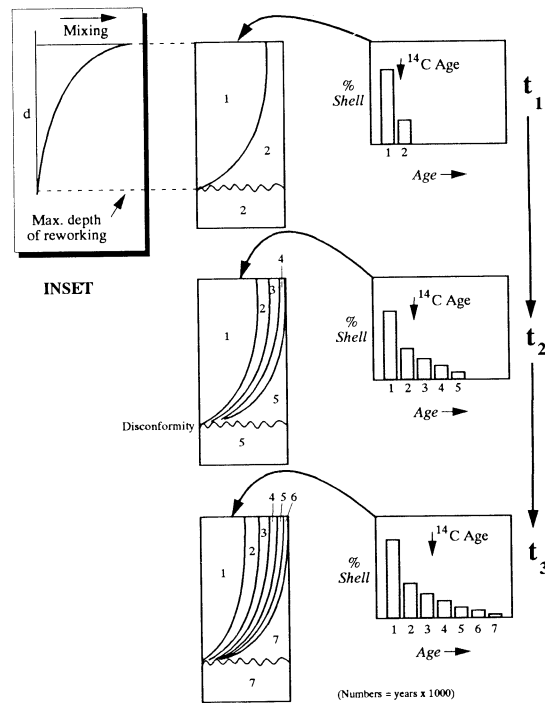 Mixing
d
Max. depth
of reworking
INSET
1
2
2
%
Shell
14C Age
1 2
Age
t1
1
2
3
4
5
Disconformity
5
%
Shell
14C Age
1 2 3 4 5
Age
t2
4 5 6
1
2
3
7
7
%
Shell
14C Age
1 2 3 4 5 6 7
Age
t3
(Numbers = years x 1000)